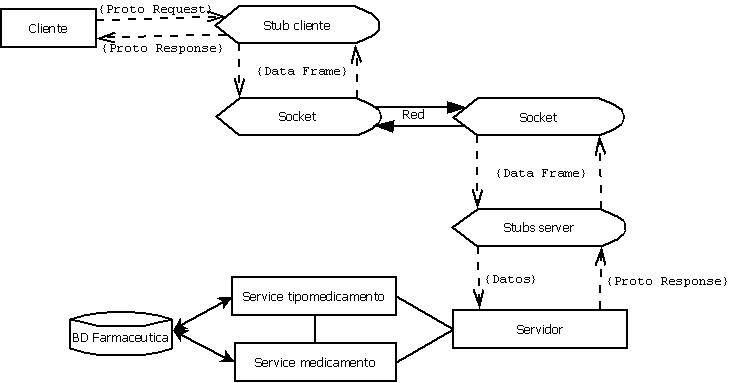 {Proto Request}
Cliente
Stub cliente
{Proto Response}
{Data Frame}
Socket
Red
Socket
{Data Frame}
Stubs server
{Datos}
{Proto Response}
Service tipomedicamento
BD Farmaceutica
Servidor
Service medicamento